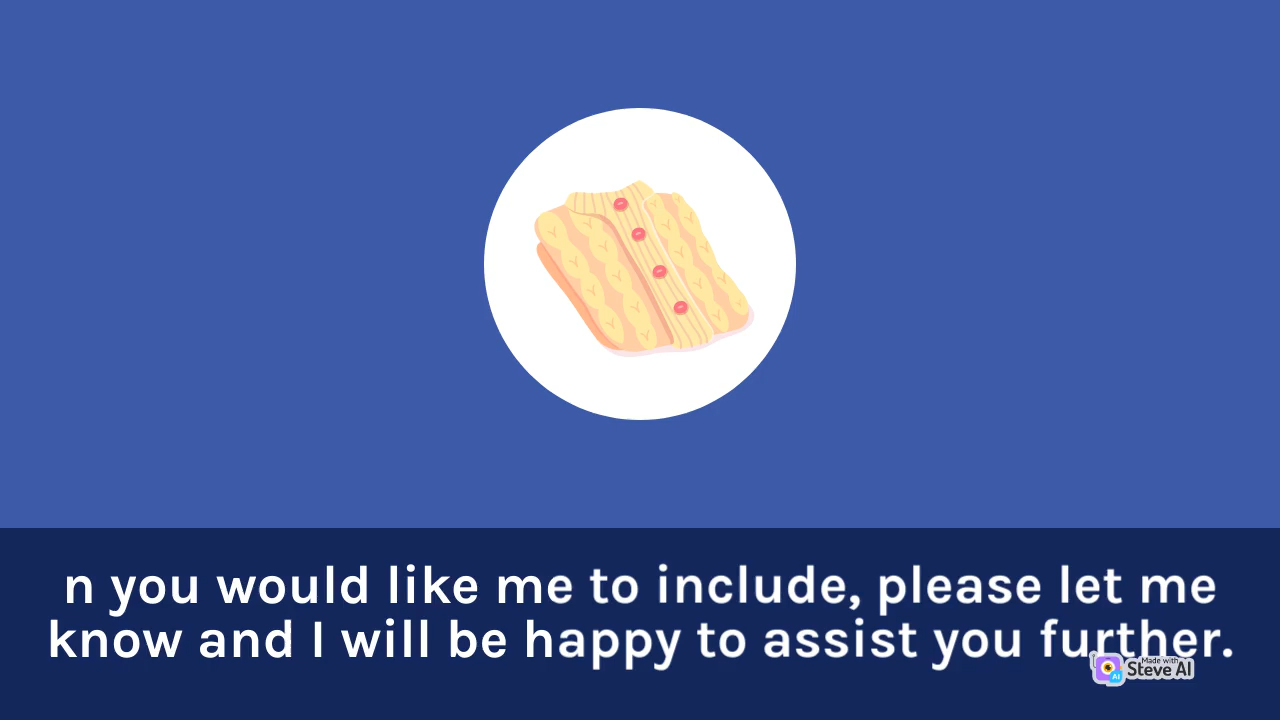 n you would like me to include, please let me
know and I will be happy to assist you further.
Made with
Steve AI
AI